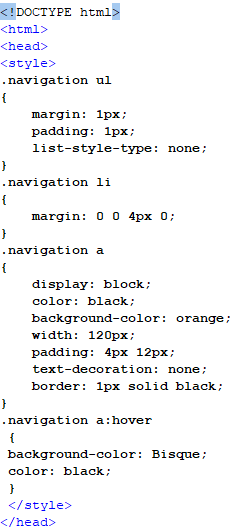 <!DOCTYPE html>
<html>
<head>
<style>
.navigation ul
{
margin: 1px;
padding: 1px;
list-style-type: none;
}
.navigation li
{
margin: 0 0 4px 0;
}
.navigation a
{
display: block;
color: black;
background-color: orange;
width: 120px;
padding: 4px 12px;
text-decoration: none;
border: 1px solid black;
}
.navigation a:hover
{
background-color: Bisque;
color: black;
}
</style>
</head>